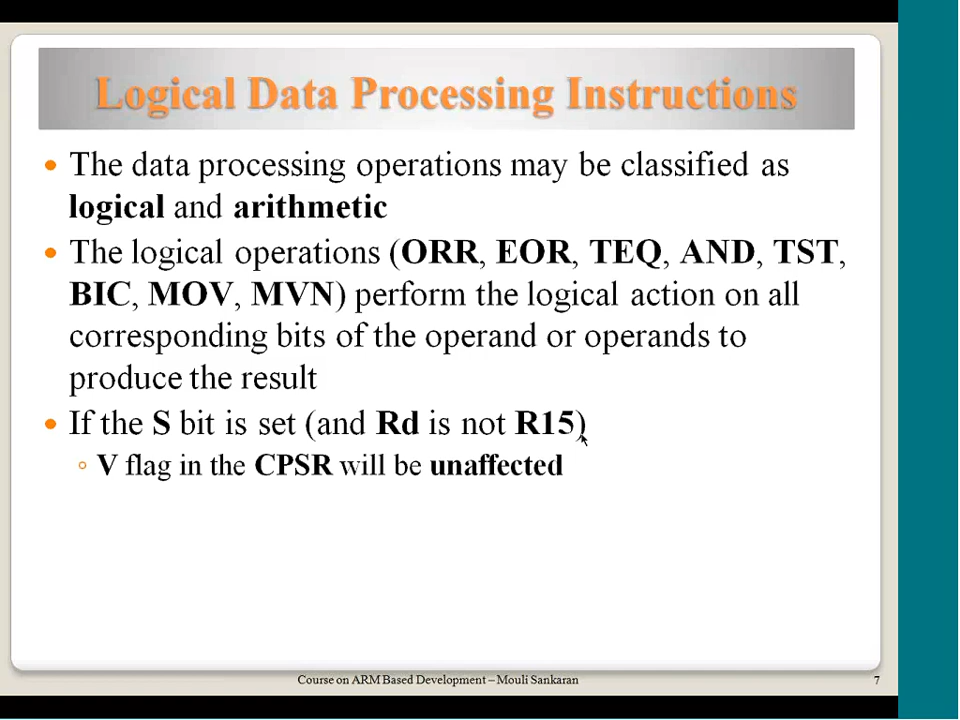 Logical Data Processing Instructions
The data processing operations may be classified as
logical and arithmetic
The logical operations (ORR, EOR, TEQ, AND, TST,
BIC, MOV, MVN) perform the logical action on all
corresponding bits of the operand or operands to
produce the result
If the S bit is set (and Rd is not R15)
V flag in the CPSR will be unaffected
Course on ARM Based Development – Mouli Sankaran
7